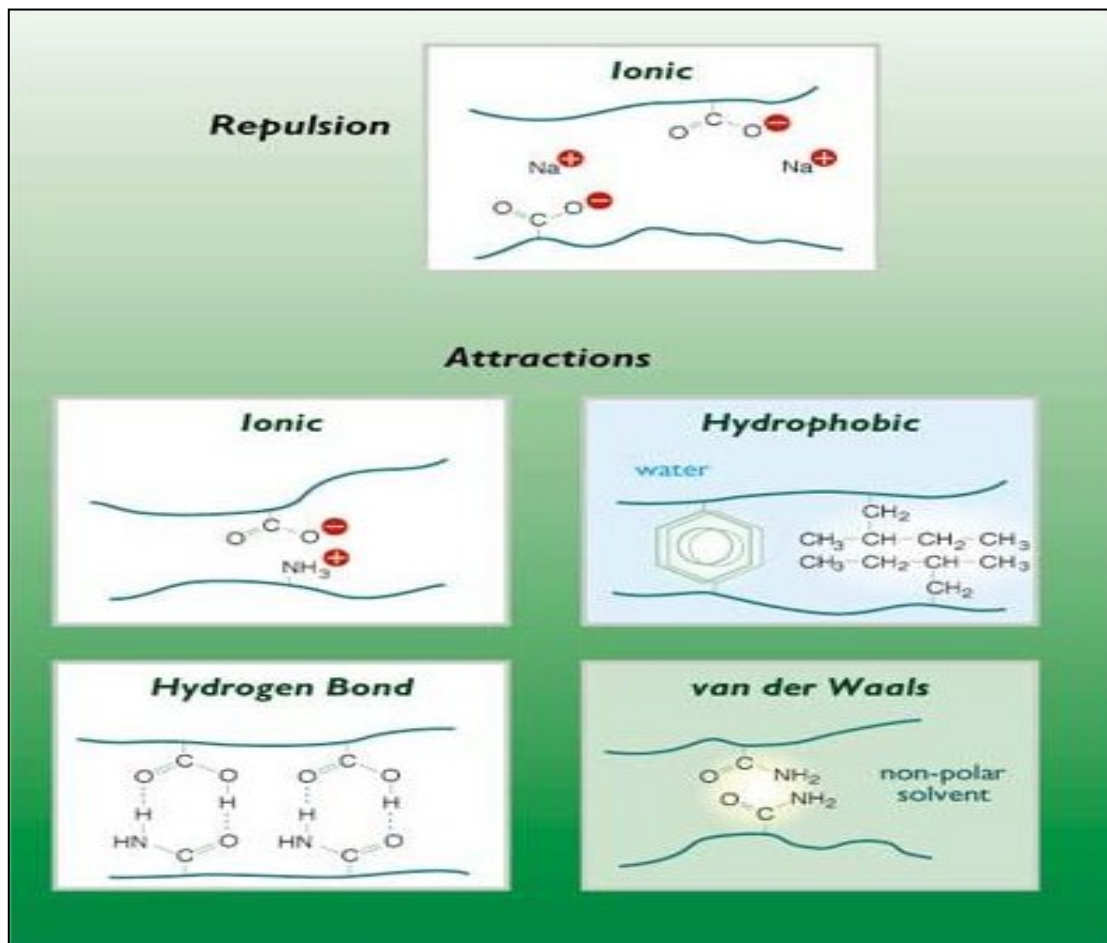 Ionic
Repulsion
O C O −
Na + Na +
O C O −
Attractions
Ionic
O C O −
NH₃ +
Hydrophobic
water
CH₂
CH₃ CH CH₂ CH₃
CH₃ CH₂ CH CH₃
CH₂
Hydrogen Bond
C C
O O O O
H H
H H
HN C O HN C O
van der Waals
C
O NH₂
O NH₂
C
non-polar
solvent